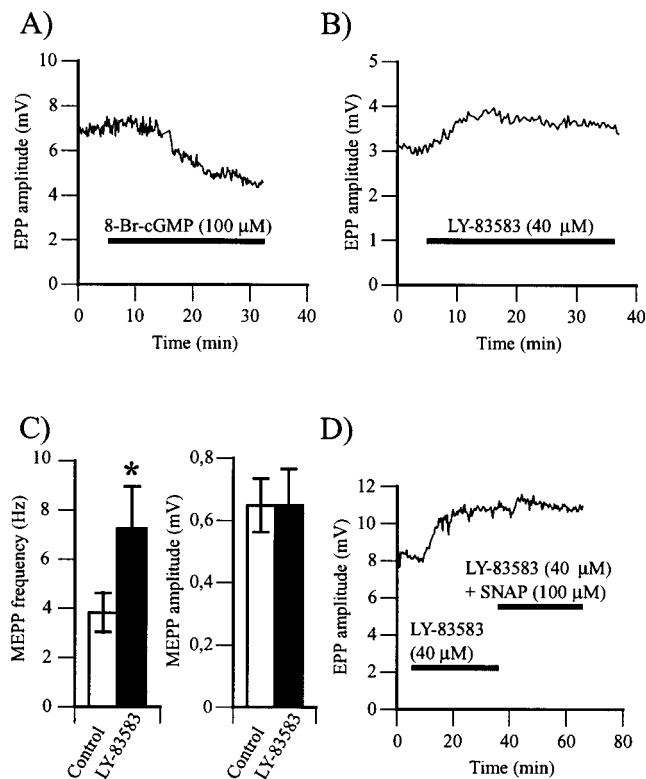 A)
10
8
6
4
2
0
EPP amplitude (mV)
8-Br-cGMP (100 µM)
0 10 20 30 40
Time (min)
B)
5
4
3
2
1
0
EPP amplitude (mV)
LY-83583 (40 µM)
0 10 20 30 40
Time (min)
C)
10
8
6
4
2
0
MEPP frequency (Hz)
*
Control
LY-83583
0,8
0,6
0,4
0,2
0
MEPP amplitude (mV)
Control
LY-83583
D)
12
10
8
6
4
2
0
EPP amplitude (mV)
LY-83583 (40 µM)
+ SNAP (100 µM)
LY-83583
(40 µM)
0 20 40 60 80
Time (min)